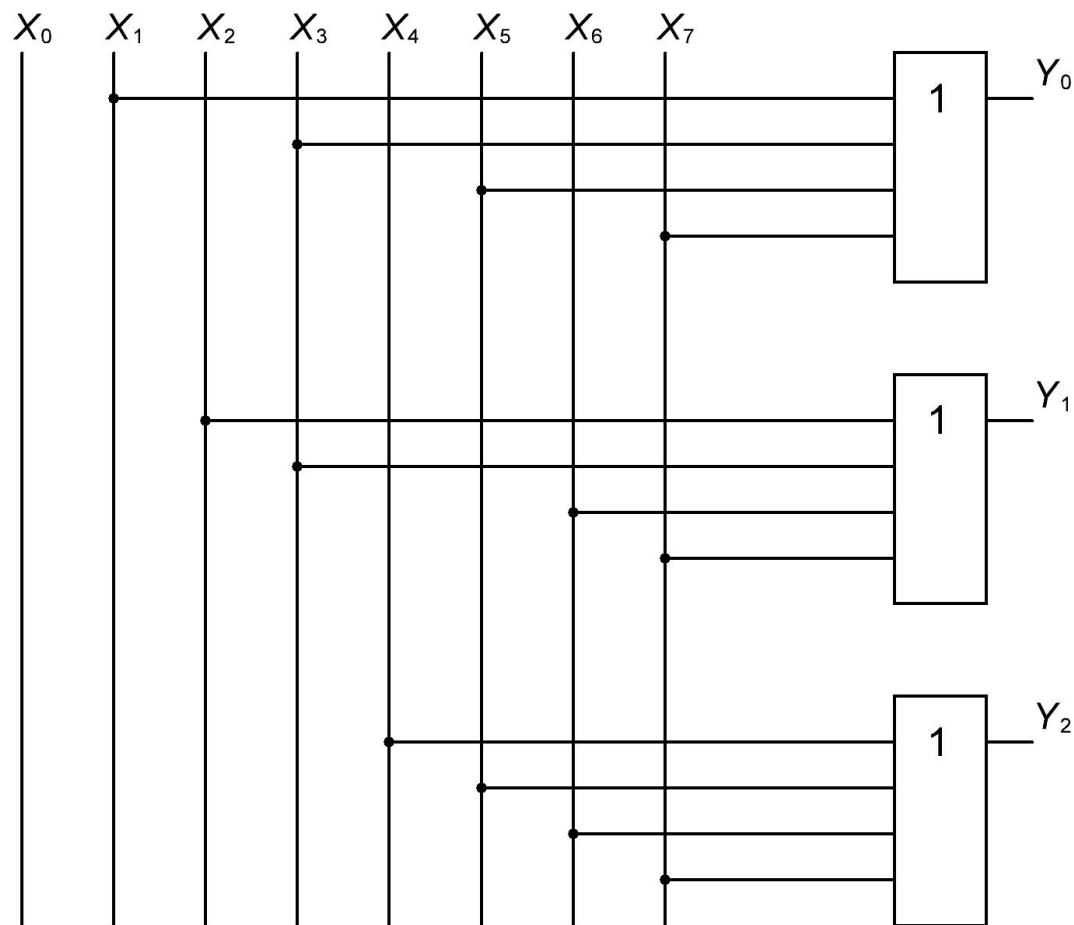 X₀ X₁ X₂ X₃ X₄ X₅ X₆ X₇
1 Y₀
1 Y₁
1 Y₂